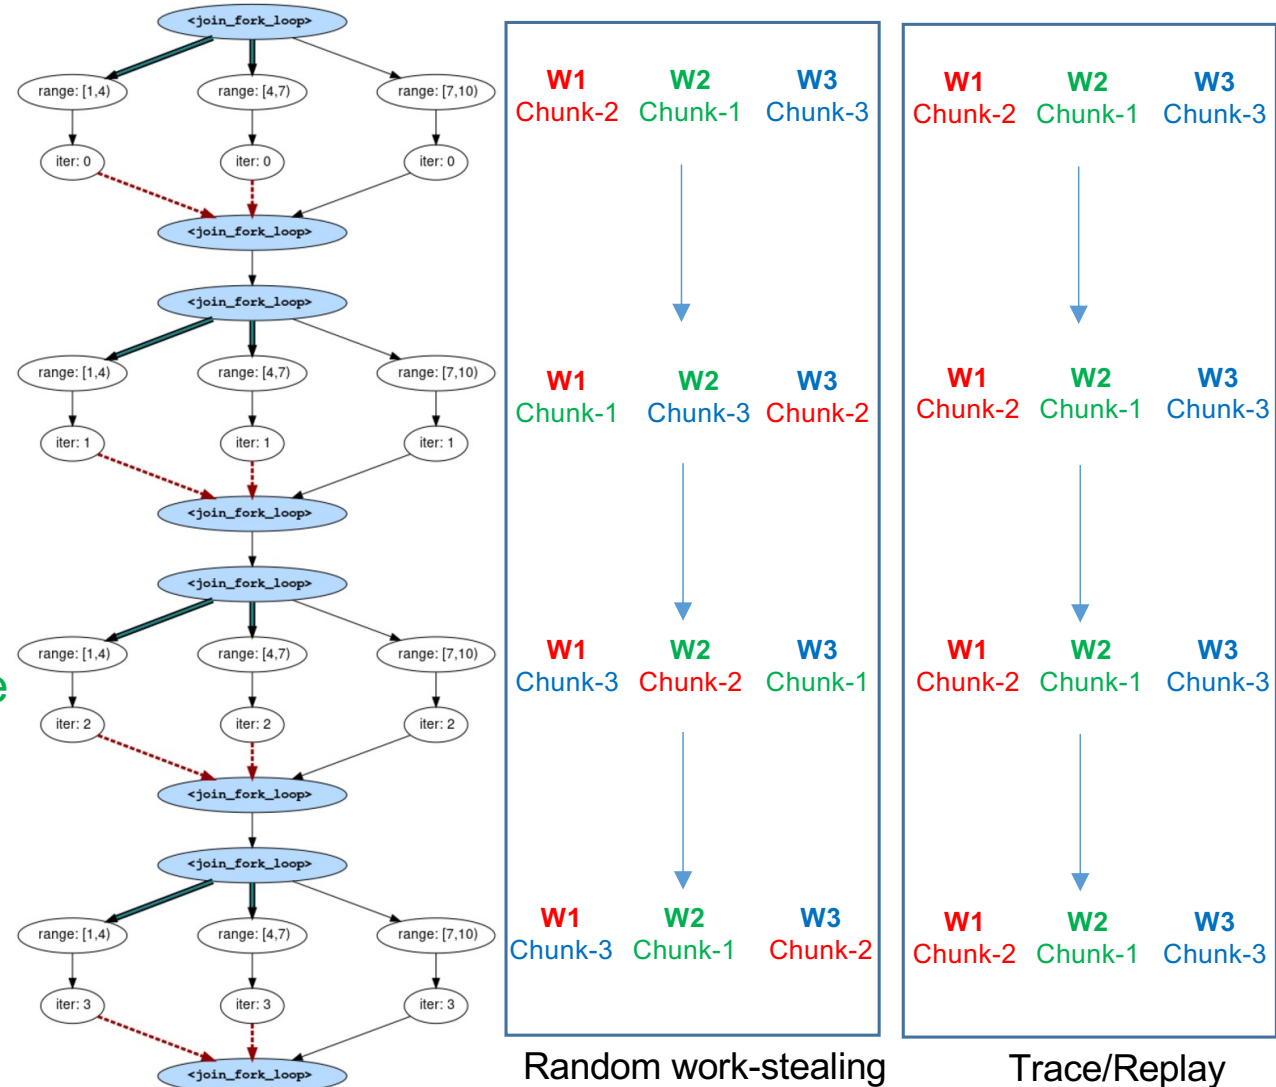 <join_fork_loop>
range: [1,4) range: [4,7) range: [7,10)
iter: 0 iter: 0 iter: 0
<join_fork_loop>
<join_fork_loop>
range: [1,4) range: [4,7) range: [7,10)
iter: 1 iter: 1 iter: 1
<join_fork_loop>
<join_fork_loop>
range: [1,4) range: [4,7) range: [7,10)
e
iter: 2 iter: 2 iter: 2
<join_fork_loop>
<join_fork_loop>
range: [1,4) range: [4,7) range: [7,10)
iter: 3 iter: 3 iter: 3
<join_fork_loop>
W1 W2 W3
Chunk-2 Chunk-1 Chunk-3
W1 W2 W3
Chunk-1 Chunk-3 Chunk-2
W1 W2 W3
Chunk-3 Chunk-2 Chunk-1
W1 W2 W3
Chunk-3 Chunk-1 Chunk-2
Random work-stealing
W1 W2 W3
Chunk-2 Chunk-1 Chunk-3
W1 W2 W3
Chunk-2 Chunk-1 Chunk-3
W1 W2 W3
Chunk-2 Chunk-1 Chunk-3
W1 W2 W3
Chunk-2 Chunk-1 Chunk-3
Trace/Replay